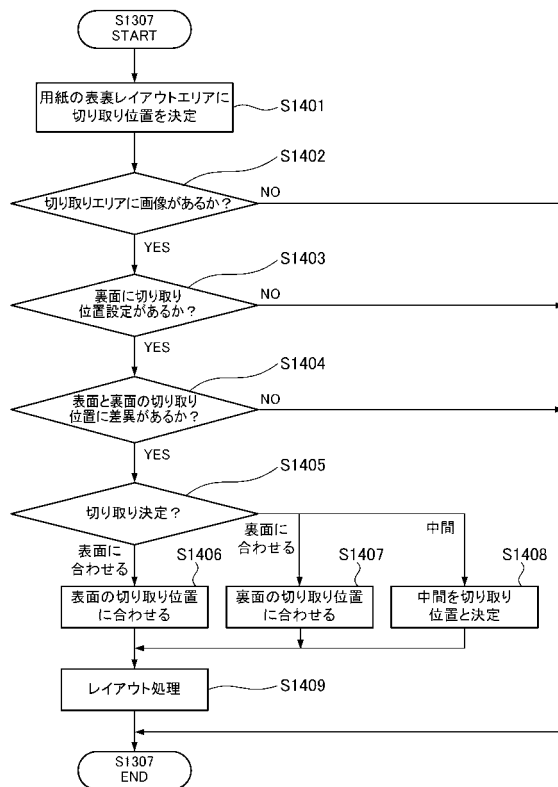 S1307
START
用紙の表裏レイアウトエリアに
切り取り位置を決定
S1401
S1402
切り取りエリアに画像があるか？
NO
YES
S1403
裏面に切り取り
位置設定があるか？
NO
YES
S1404
表面と裏面の切り取り
位置に差異があるか？
NO
YES
S1405
切り取り決定？
表面に
合わせる
裏面に
合わせる
中間
S1406
表面の切り取り位置
に合わせる
S1407
裏面の切り取り位置
に合わせる
S1408
中間を切り取り
位置と決定
レイアウト処理
S1409
S1307
END